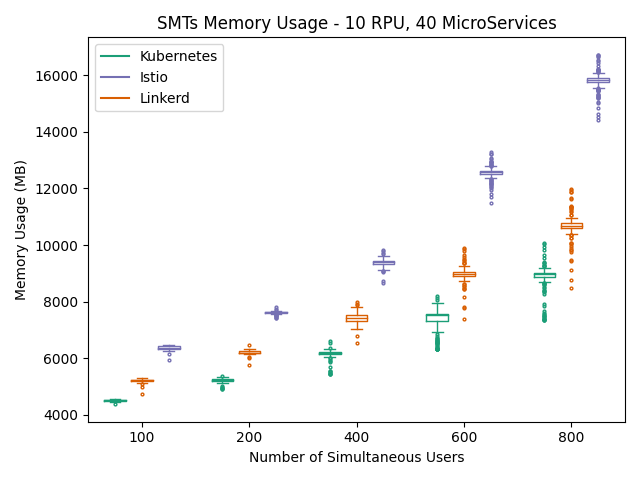 SMTs Memory Usage - 10 RPU, 40 MicroServices
Kubernetes
Istio
Linkerd
Memory Usage (MB)
16000
14000
12000
10000
8000
6000
4000
100 200 400 600 800
Number of Simultaneous Users